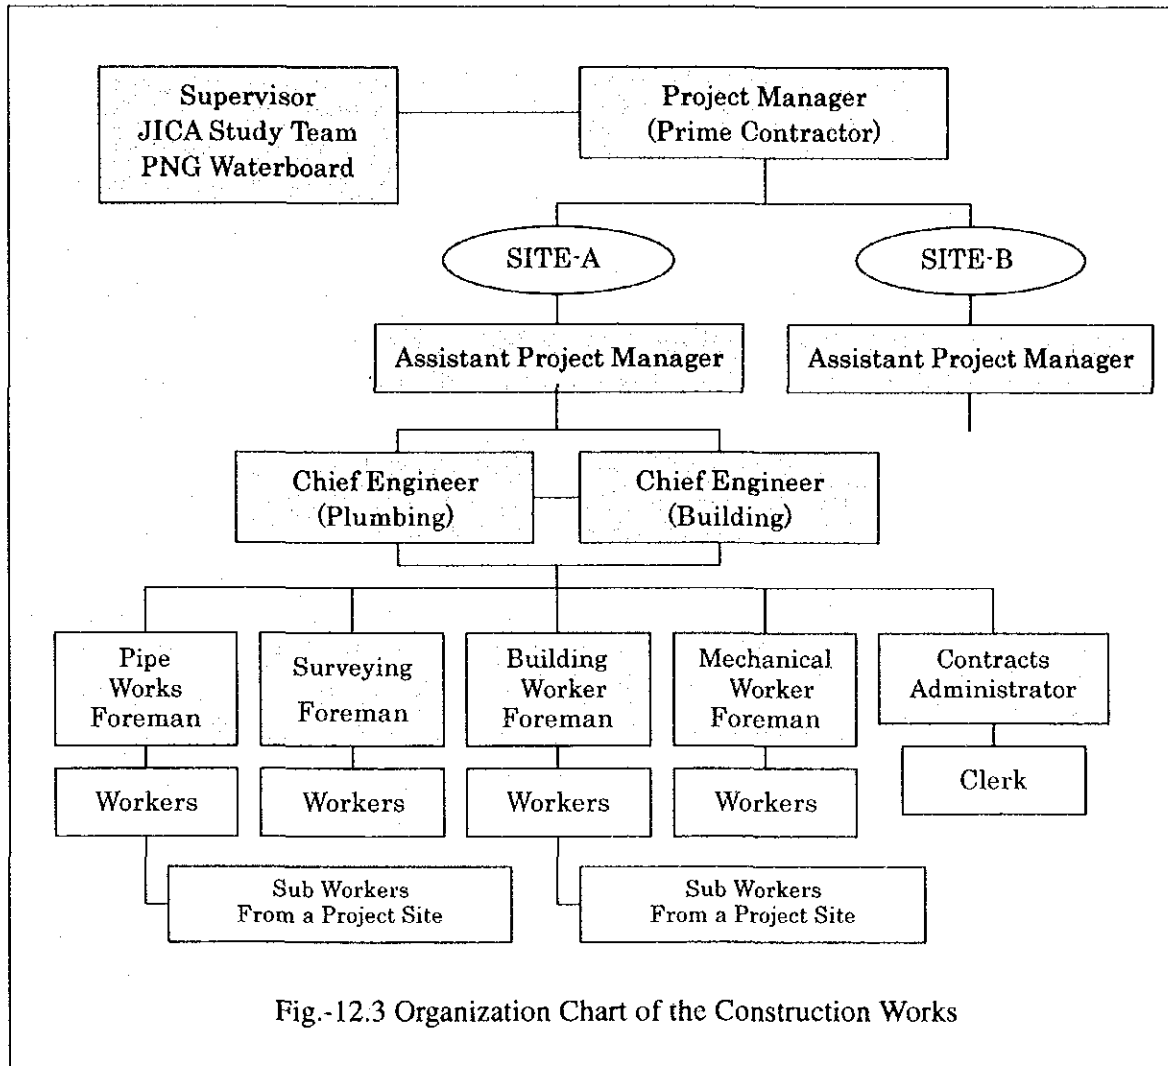 Supervisor
JICA Study Team
PNG Waterboard
Project Manager
(Prime Contractor)
SITE-A
SITE-B
Assistant Project Manager
Assistant Project Manager
Chief Engineer
(Plumbing)
Chief Engineer
(Building)
Pipe
Works
Foreman
Surveying
Foreman
Building
Worker
Foreman
Mechanical
Worker
Foreman
Contracts
Administrator
Workers
Workers
Workers
Workers
Clerk
Sub Workers
From a Project Site
Sub Workers
From a Project Site
Fig.-12.3 Organization Chart of the Construction Works